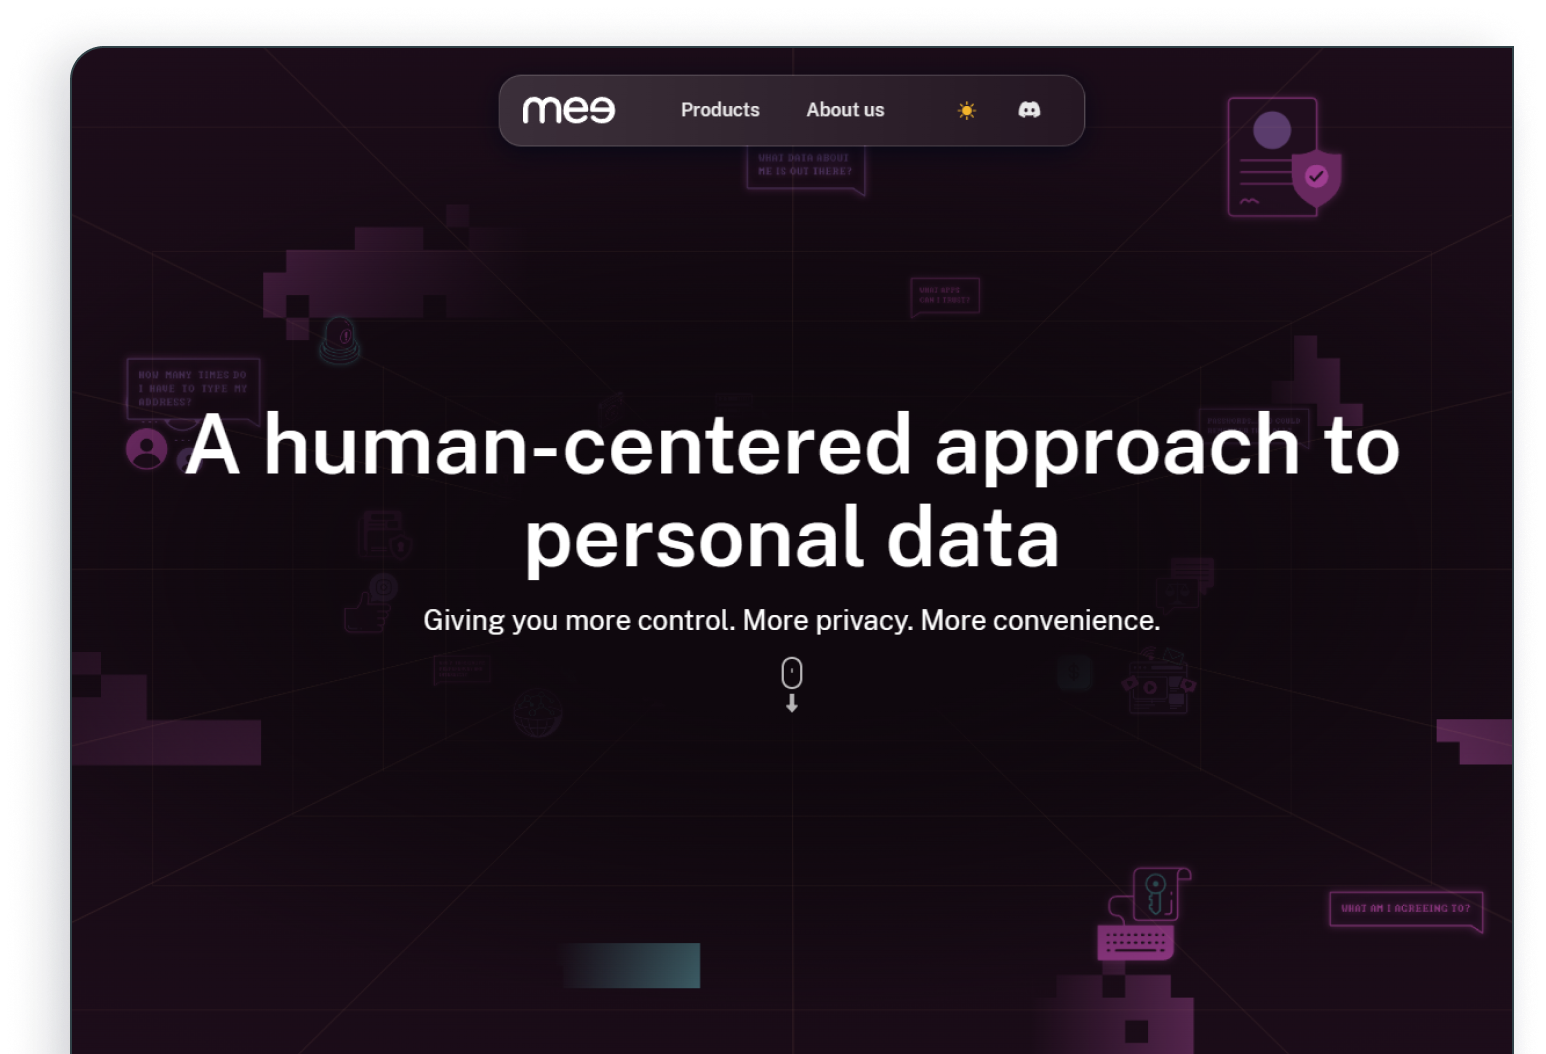 mee
Products
About us
WHAT DATA ABOUT
ME IS OUT THERE?
WHAT APPS
CAN I TRUST?
HOW MANY TIMES DO
I HAVE TO TYPE MY
ADDRESS?
A human-centered approach to
personal data
Giving you more control. More privacy. More convenience.
WHAT AM I AGREEING TO?